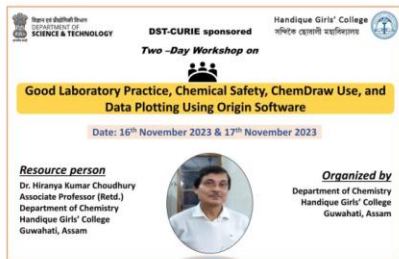 विज्ञान एवं प्रौद्योगिकी विभाग
DEPARTMENT OF
SCIENCE & TECHNOLOGY
DST-CURIE sponsored
Handique Girls' College
সন্দিকৈ ছোৱালী মহাবিদ্যালয়
Two –Day Workshop on
Good Laboratory Practice, Chemical Safety, ChemDraw Use, and
Data Plotting Using Origin Software
Date: 16th November 2023 & 17th November 2023
Resource person
Dr. Hiranya Kumar Choudhury
Associate Professor (Retd.)
Department of Chemistry
Handique Girls' College
Guwahati, Assam
Organized by
Department of Chemistry
Handique Girls' College
Guwahati, Assam